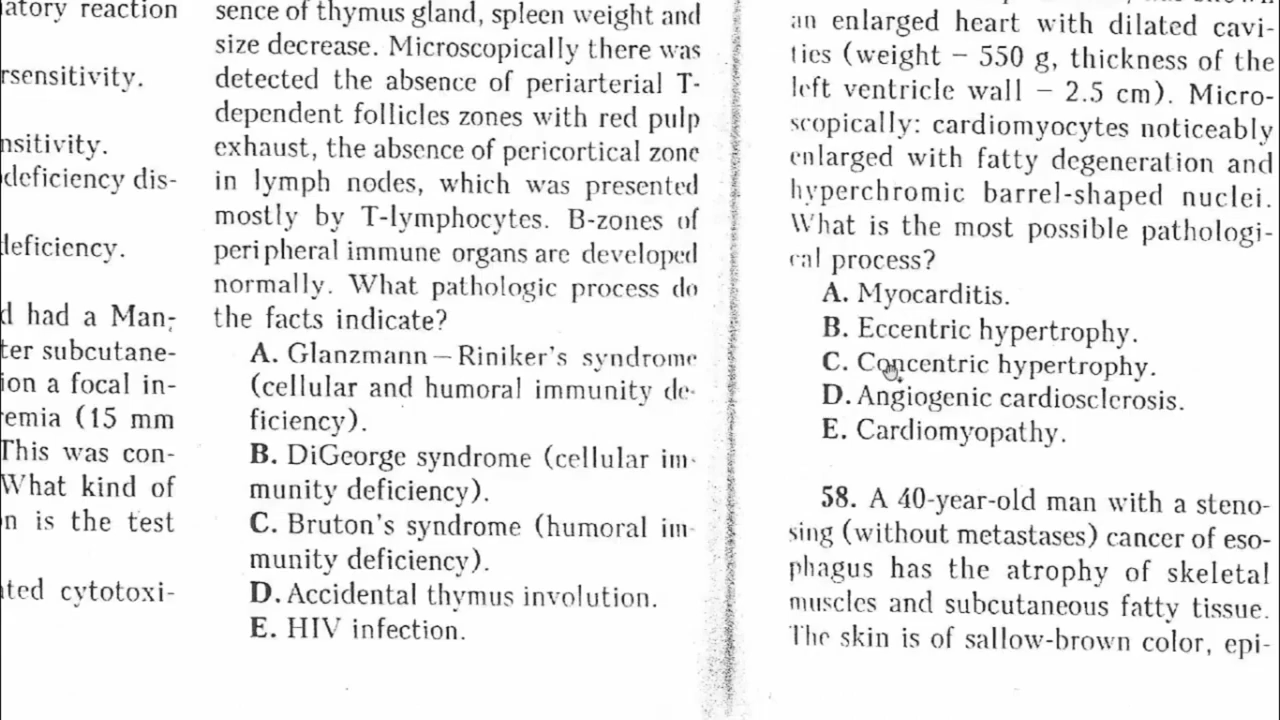 atory reaction
rsensitivity.
nsitivity.
deficiency dis-
deficiency.
d had a Man-
ter subcutane-
ion a focal in-
remia (15 mm
This was con-
What kind of
n is the test
ated cytotoxi-
sence of thymus gland, spleen weight and
size decrease. Microscopically there was
detected the absence of periarterial T-
dependent follicles zones with red pulp
exhaust, the absence of pericortical zone
in lymph nodes, which was presented
mostly by T-lymphocytes. B-zones of
peripheral immune organs are developed
normally. What pathologic process do
the facts indicate?
A. Glanzmann – Riniker's syndrome
(cellular and humoral immunity de-
ficiency).
B. DiGeorge syndrome (cellular im-
munity deficiency).
C. Bruton's syndrome (humoral im-
munity deficiency).
D. Accidental thymus involution.
E. HIV infection.
an enlarged heart with dilated cavi-
ties (weight – 550 g, thickness of the
left ventricle wall – 2.5 cm). Micro-
scopically: cardiomyocytes noticeably
enlarged with fatty degeneration and
hyperchromic barrel-shaped nuclei.
What is the most possible pathologi-
cal process?
A. Myocarditis.
B. Eccentric hypertrophy.
C. Concentric hypertrophy.
D. Angiogenic cardiosclerosis.
E. Cardiomyopathy.
58. A 40-year-old man with a steno-
sing (without metastases) cancer of eso-
phagus has the atrophy of skeletal
muscles and subcutaneous fatty tissue.
The skin is of sallow-brown color, epi-